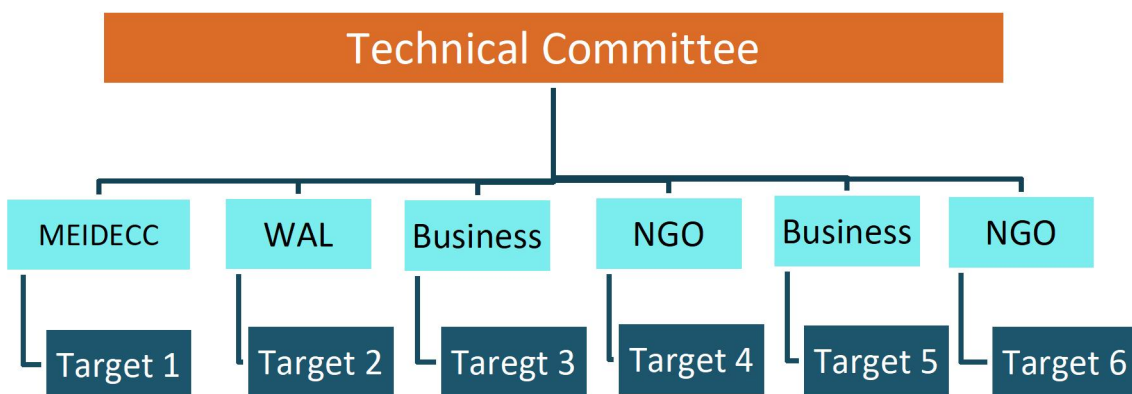 Technical Committee
MEIDECC
WAL
Business
NGO
Business
NGO
Target 1
Target 2
Taregt 3
Target 4
Target 5
Target 6